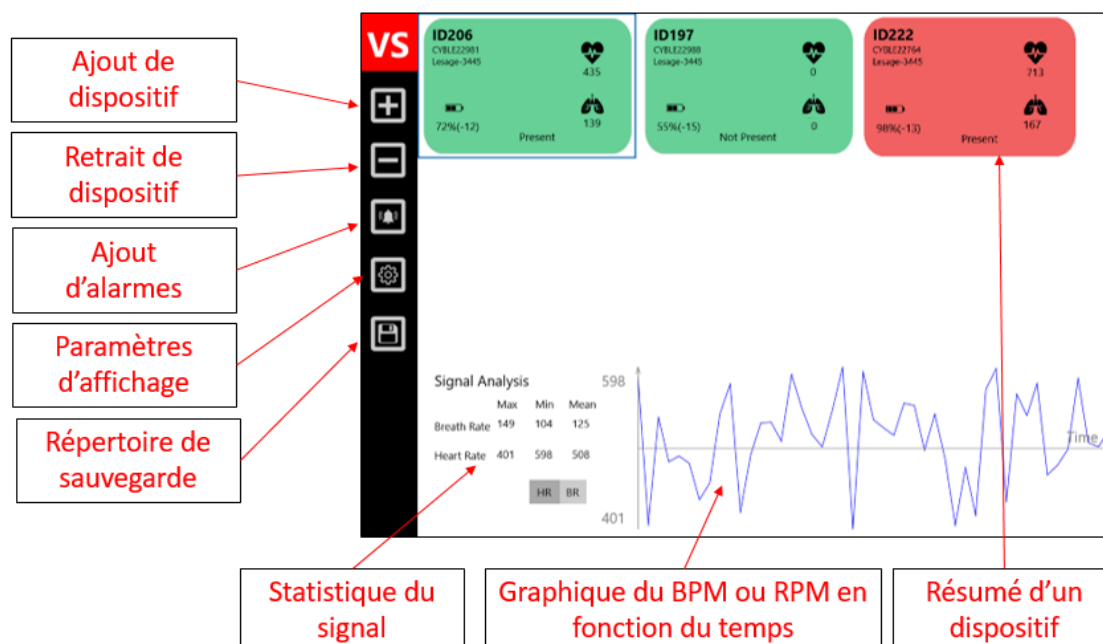 Ajout de
dispositif
Retrait de
dispositif
Ajout
d'alarmes
Paramètres
d'affichage
Répertoire de
sauvegarde
VS
ID206
CYBLE22981
Lesage-3445
435
72%(-12)
139
Present
ID197
CYBLE22988
Lesage-3445
0
55%(-15)
0
Not Present
ID222
CYBLE22764
Lesage-3445
713
98%(-13)
167
Present
Signal Analysis
Max Min Mean
Breath Rate 149 104 125
Heart Rate 401 598 508
HR BR
598
Time
401
Statistique du
signal
Graphique du BPM ou RPM en
fonction du temps
Résumé d'un
dispositif